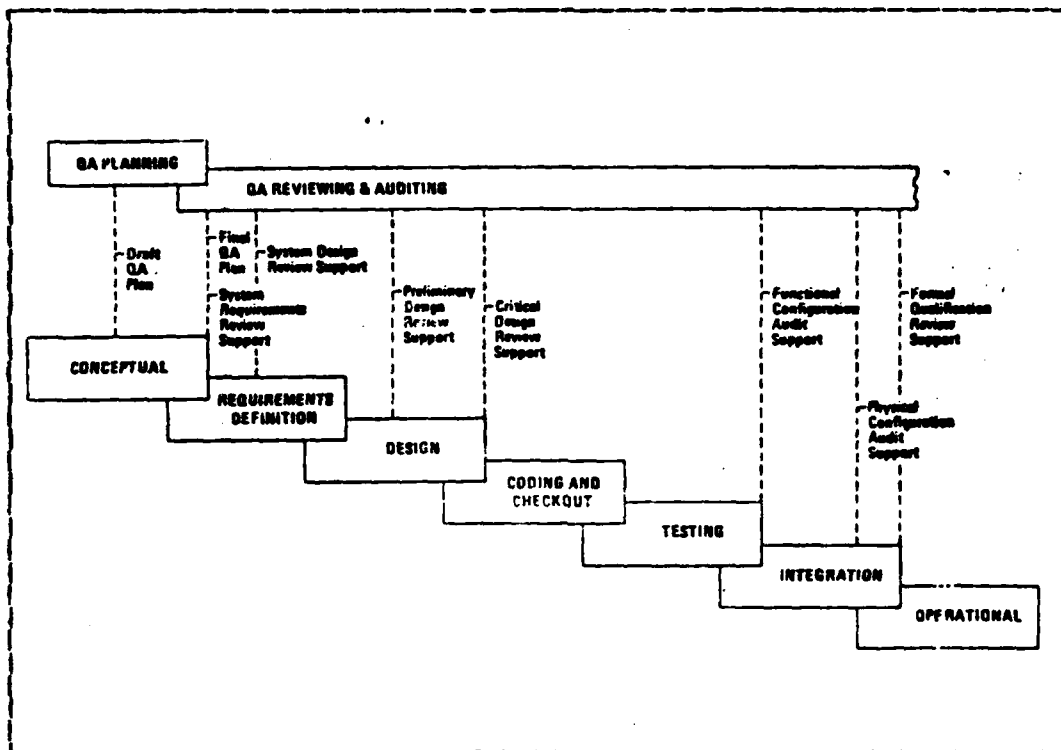 QA PLANNING
QA REVIEWING & AUDITING
Draft
QA
Plan
Final
QA
Plan
System
Requirements
Review
Support
System Design
Review Support
Preliminary
Design
Review
Support
Critical
Design
Review
Support
Functional
Configuration
Audit
Support
Formal
Qualification
Review
Support
Physical
Configuration
Audit
Support
CONCEPTUAL
REQUIREMENTS
DEFINITION
DESIGN
CODING AND
CHECKOUT
TESTING
INTEGRATION
OPERATIONAL